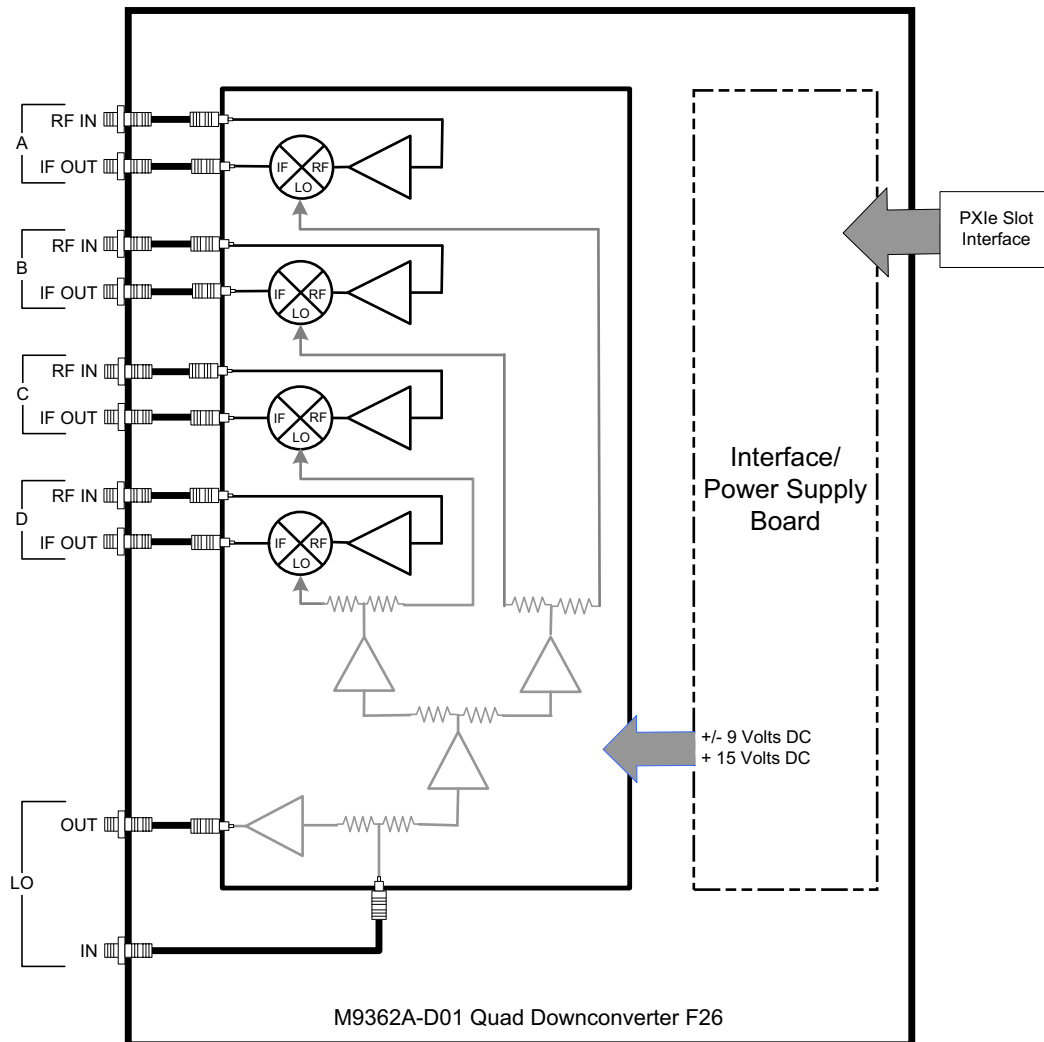 RF IN
A
IF OUT
IF
RF
LO
RF IN
B
IF OUT
IF
RF
LO
RF IN
C
IF OUT
IF
RF
LO
RF IN
D
IF OUT
IF
RF
LO
PXIe Slot
Interface
Interface/
Power Supply
Board
+/- 9 Volts DC
+ 15 Volts DC
OUT
LO
IN
M9362A-D01 Quad Downconverter F26